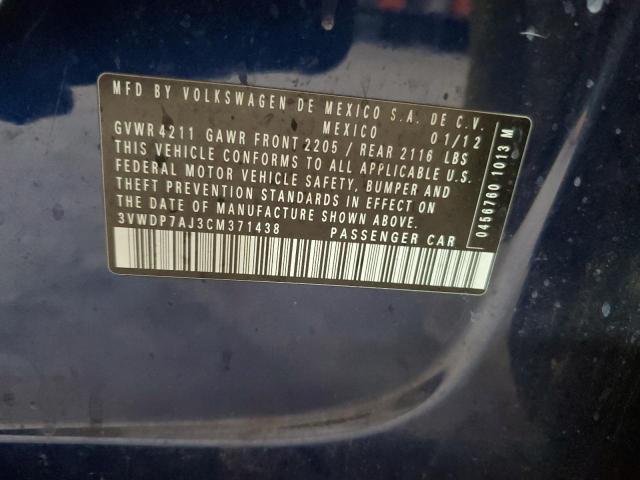 MFD BY VOLKSWAGEN DE MEXICO S.A. DE C.V.
MEXICO 01/12
GVWR 4211 GAWR FRONT 2205 / REAR 2116 LBS
THIS VEHICLE CONFORMS TO ALL APPLICABLE U.S.
FEDERAL MOTOR VEHICLE SAFETY, BUMPER AND
THEFT PREVENTION STANDARDS IN EFFECT ON
THE DATE OF MANUFACTURE SHOWN ABOVE.
3VWDP7AJ3CM371438 PASSENGER CAR
0456760 1013 M